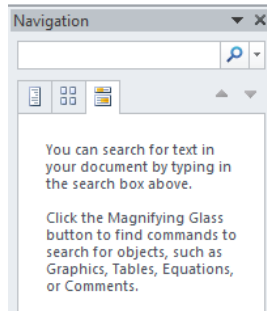 Navigation
You can search for text in
your document by typing in
the search box above.
Click the Magnifying Glass
button to find commands to
search for objects, such as
Graphics, Tables, Equations,
or Comments.